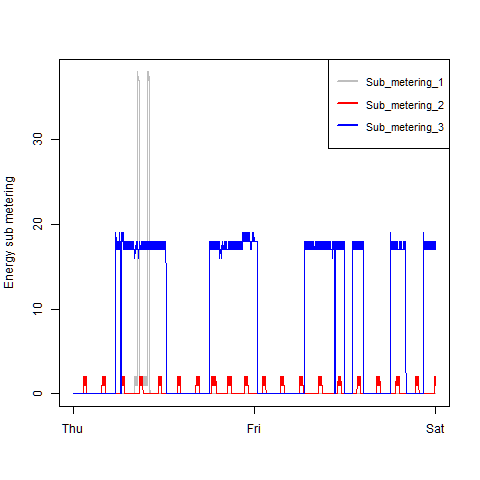 Sub_metering_1
Sub_metering_2
Sub_metering_3
Energy sub metering
30
20
10
0
Thu Fri Sat